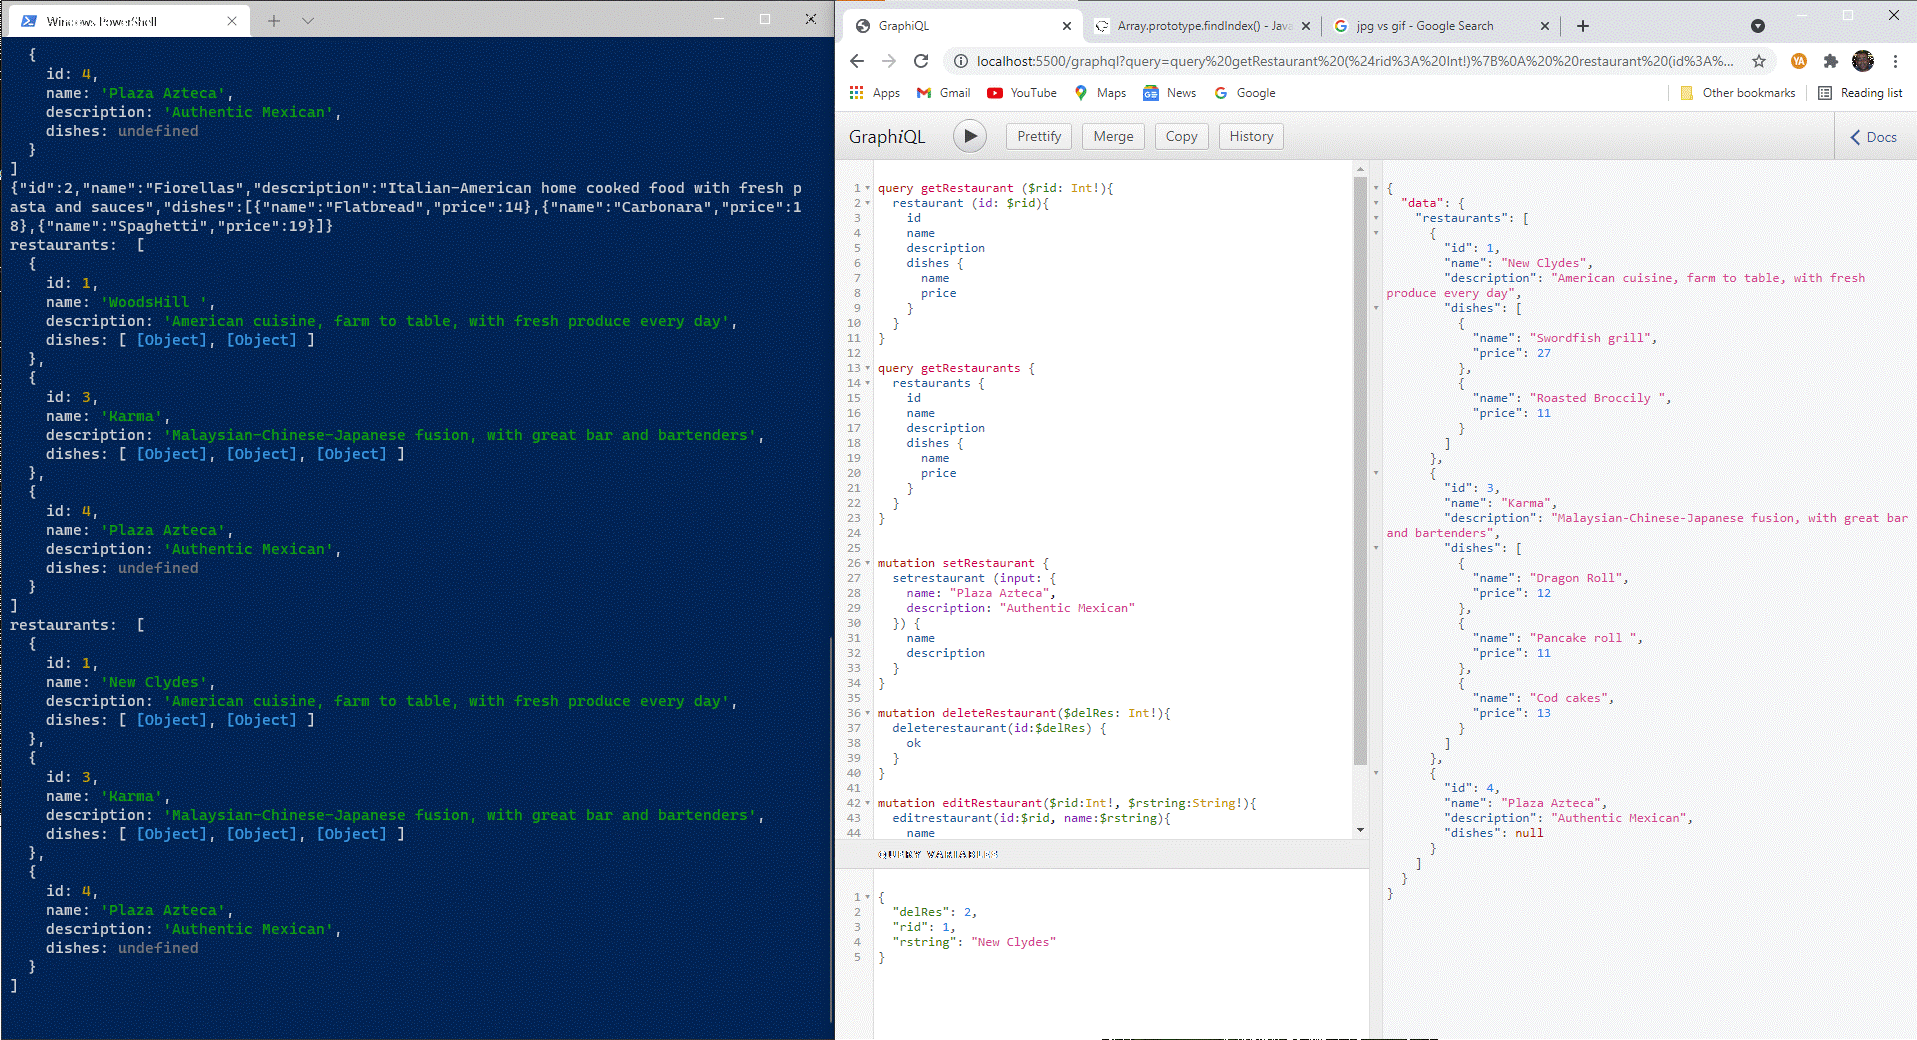 Windows PowerShell
{
id: 4,
name: 'Plaza Azteca',
description: 'Authentic Mexican',
dishes: undefined
}
]
{"id":2,"name":"Fiorellas","description":"Italian-American home cooked food with fresh p
asta and sauces","dishes":[{"name":"Flatbread","price":14},{"name":"Carbonara","price":1
8},{"name":"Spaghetti","price":19}]}
restaurants:  [
{
id: 1,
name: 'WoodsHill ',
description: 'American cuisine, farm to table, with fresh produce every day',
dishes: [ [Object], [Object] ]
},
{
id: 3,
name: 'Karma',
description: 'Malaysian-Chinese-Japanese fusion, with great bar and bartenders',
dishes: [ [Object], [Object], [Object] ]
},
{
id: 4,
name: 'Plaza Azteca',
description: 'Authentic Mexican',
dishes: undefined
}
]
restaurants:  [
{
id: 1,
name: 'New Clydes',
description: 'American cuisine, farm to table, with fresh produce every day',
dishes: [ [Object], [Object] ]
},
{
id: 3,
name: 'Karma',
description: 'Malaysian-Chinese-Japanese fusion, with great bar and bartenders',
dishes: [ [Object], [Object], [Object] ]
},
{
id: 4,
name: 'Plaza Azteca',
description: 'Authentic Mexican',
dishes: undefined
}
]
GraphiQL
Array.prototype.findIndex() - Java
jpg vs gif - Google Search
localhost:5500/graphql?query=query%20getRestaurant%20(%24rid%3A%20Int!)%7B%0A%20%20restaurant%20(id%3A%...
YA
Apps Gmail YouTube Maps News Google Other bookmarks Reading list
GraphiQL Prettify Merge Copy History Docs
1 query getRestaurant ($rid: Int!){
2 restaurant (id: $rid){
3 id
4 name
5 description
6 dishes {
7 name
8 price
9 }
10 }
11 }
12
13 query getRestaurants {
14 restaurants {
15 id
16 name
17 description
18 dishes {
19 name
20 price
21 }
22 }
23 }
24
25
26 mutation setRestaurant {
27 setrestaurant (input: {
28 name: "Plaza Azteca",
29 description: "Authentic Mexican"
30 }) {
31 name
32 description
33 }
34 }
35
36 mutation deleteRestaurant($delRes: Int!){
37 deleterestaurant(id:$delRes) {
38 ok
39 }
40 }
41
42 mutation editRestaurant($rid:Int!, $rstring:String!){
43 editrestaurant(id:$rid, name:$rstring){
44 name
QUERY VARIABLES
1 {
2 "delRes": 2,
3 "rid": 1,
4 "rstring": "New Clydes"
5 }
{
"data": {
"restaurants": [
{
"id": 1,
"name": "New Clydes",
"description": "American cuisine, farm to table, with fresh
produce every day",
"dishes": [
{
"name": "Swordfish grill",
"price": 27
},
{
"name": "Roasted Broccily ",
"price": 11
}
]
},
{
"id": 3,
"name": "Karma",
"description": "Malaysian-Chinese-Japanese fusion, with great bar
and bartenders",
"dishes": [
{
"name": "Dragon Roll",
"price": 12
},
{
"name": "Pancake roll ",
"price": 11
},
{
"name": "Cod cakes",
"price": 13
}
]
},
{
"id": 4,
"name": "Plaza Azteca",
"description": "Authentic Mexican",
"dishes": null
}
]
}
}